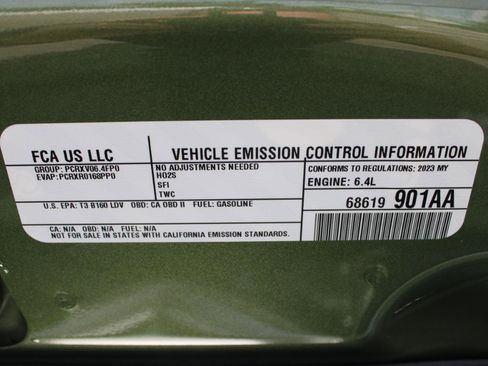 FCA US LLC
VEHICLE EMISSION CONTROL INFORMATION
GROUP: PCRXV06.4FP0
EVAP: PCRXR0168PP0
NO ADJUSTMENTS NEEDED
HO2S
SFI
TWC
CONFORMS TO REGULATIONS: 2023 MY
ENGINE: 6.4L
U.S. EPA: T3 B160 LDV OBD: CA OBD II FUEL: GASOLINE
68619 901AA
CA: N/A OBD: N/A FUEL: N/A
NOT FOR SALE IN STATES WITH CALIFORNIA EMISSION STANDARDS.